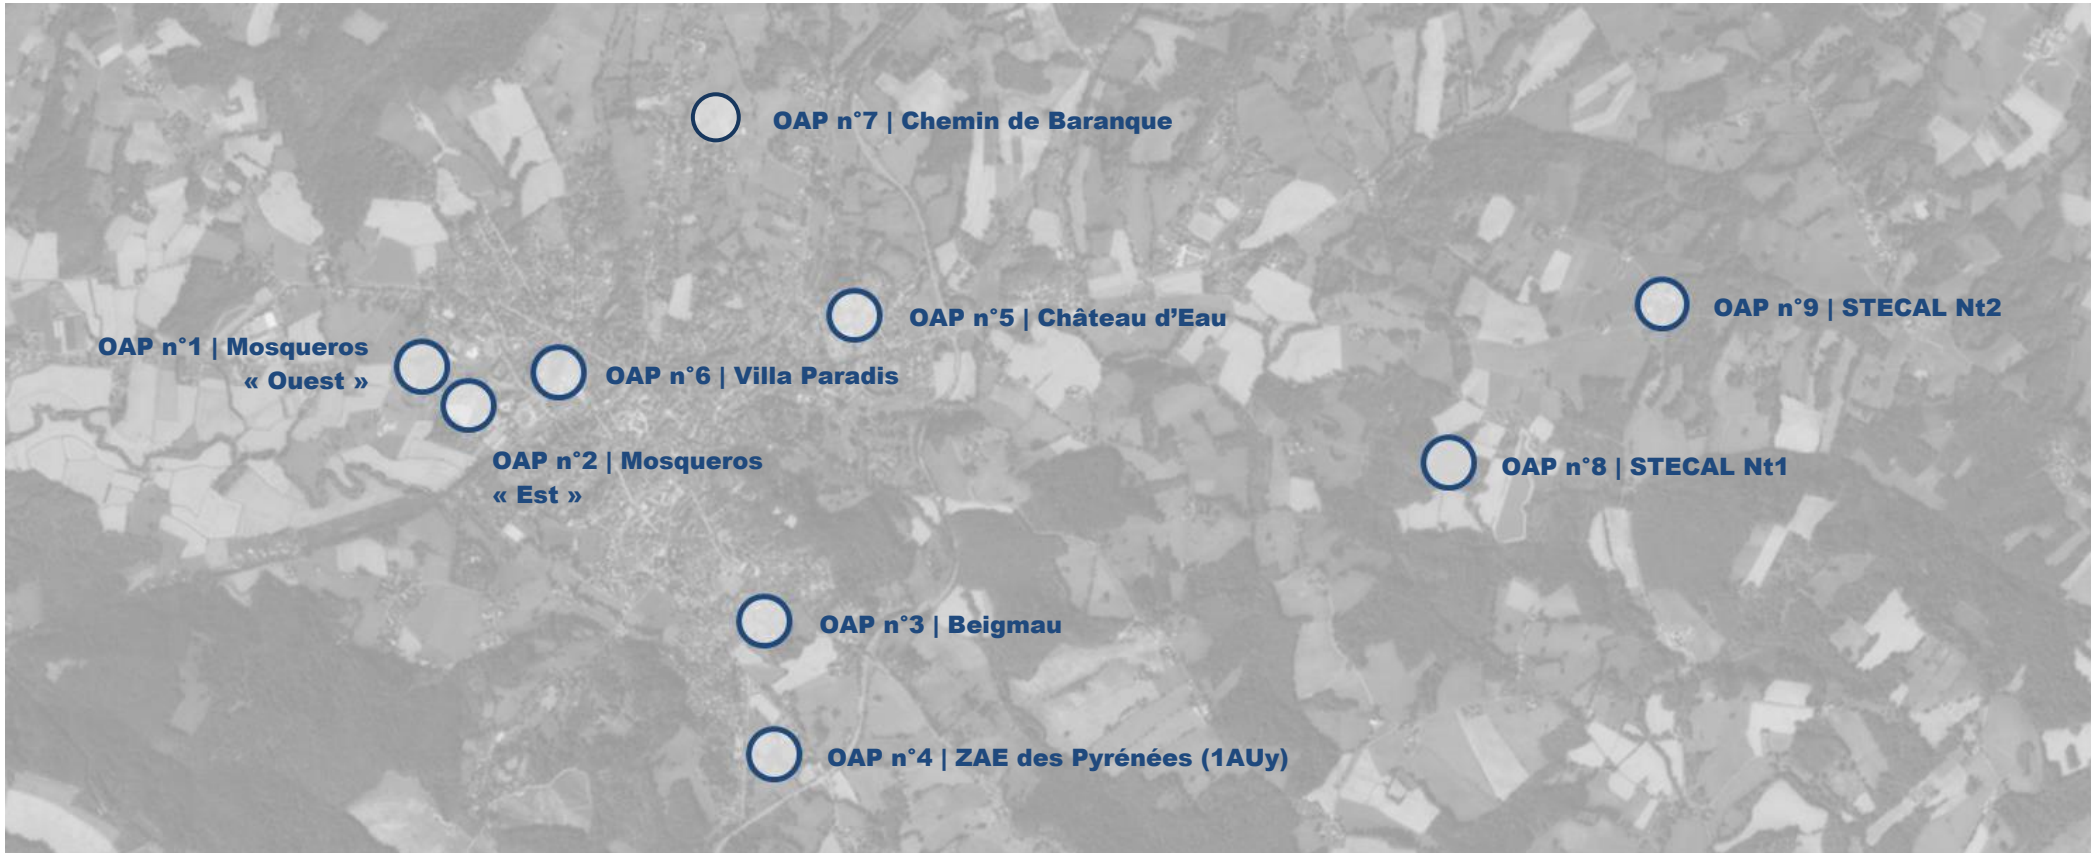 OAP n°7 | Chemin de Baranque
OAP n°5 | Château d’Eau
OAP n°9 | STECAL Nt2
OAP n°1 | Mosqueros
« Ouest »
OAP n°6 | Villa Paradis
OAP n°2 | Mosqueros
« Est »
OAP n°8 | STECAL Nt1
OAP n°3 | Beigmau
OAP n°4 | ZAE des Pyrénées (1AUy)